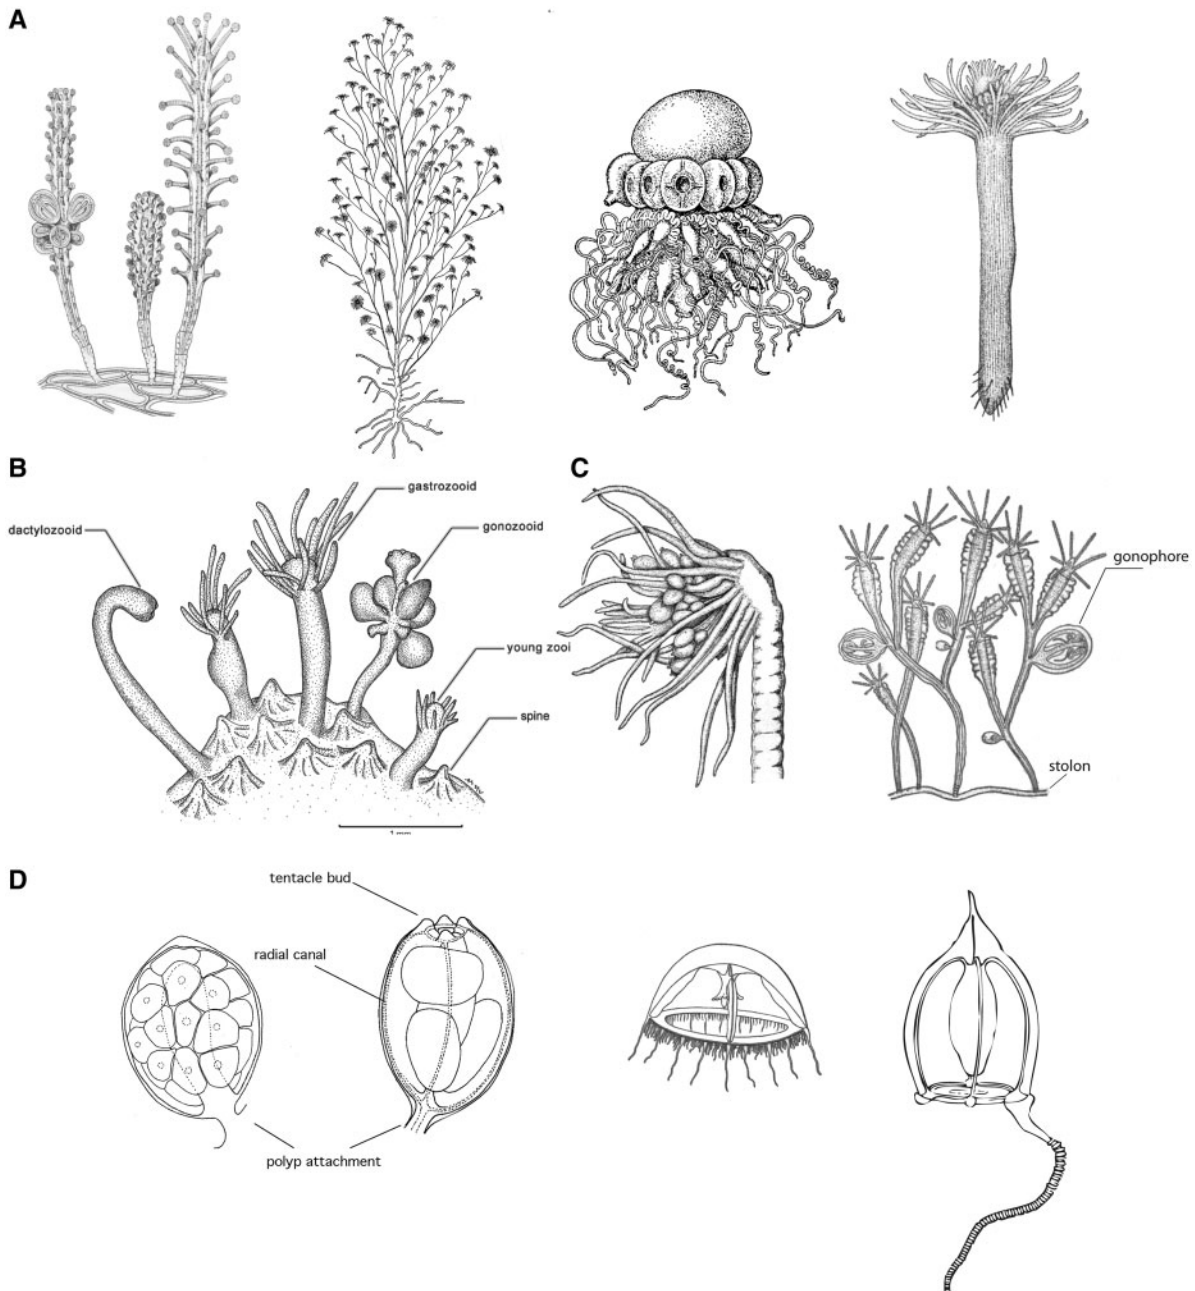 A
B
gastrozooid
dactylozooid
gonozooid
young zooi
spine
C
gonophore
stolon
D
tentacle bud
radial canal
polyp attachment